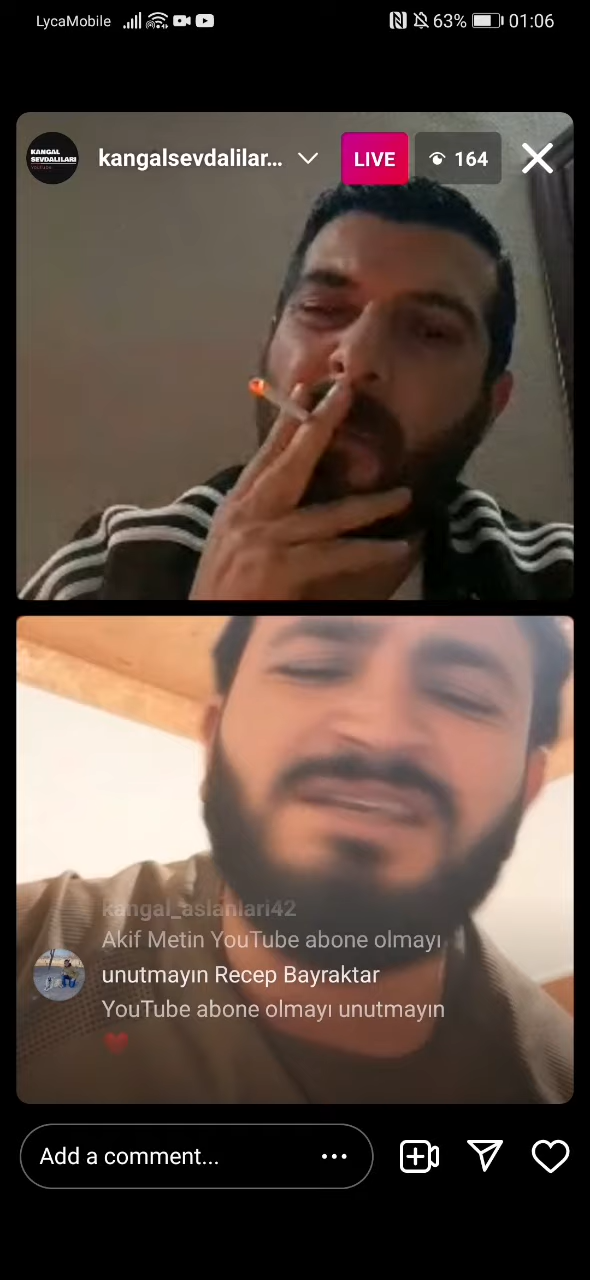 LycaMobile
63% 01:06
KANGAL
SEVDALILARI
YouTube
kangalsevdalilar...
LIVE
164
kangal_aslanlari42
Akif Metin YouTube abone olmayı
unutmayın Recep Bayraktar
YouTube abone olmayı unutmayın
❤️
Add a comment...